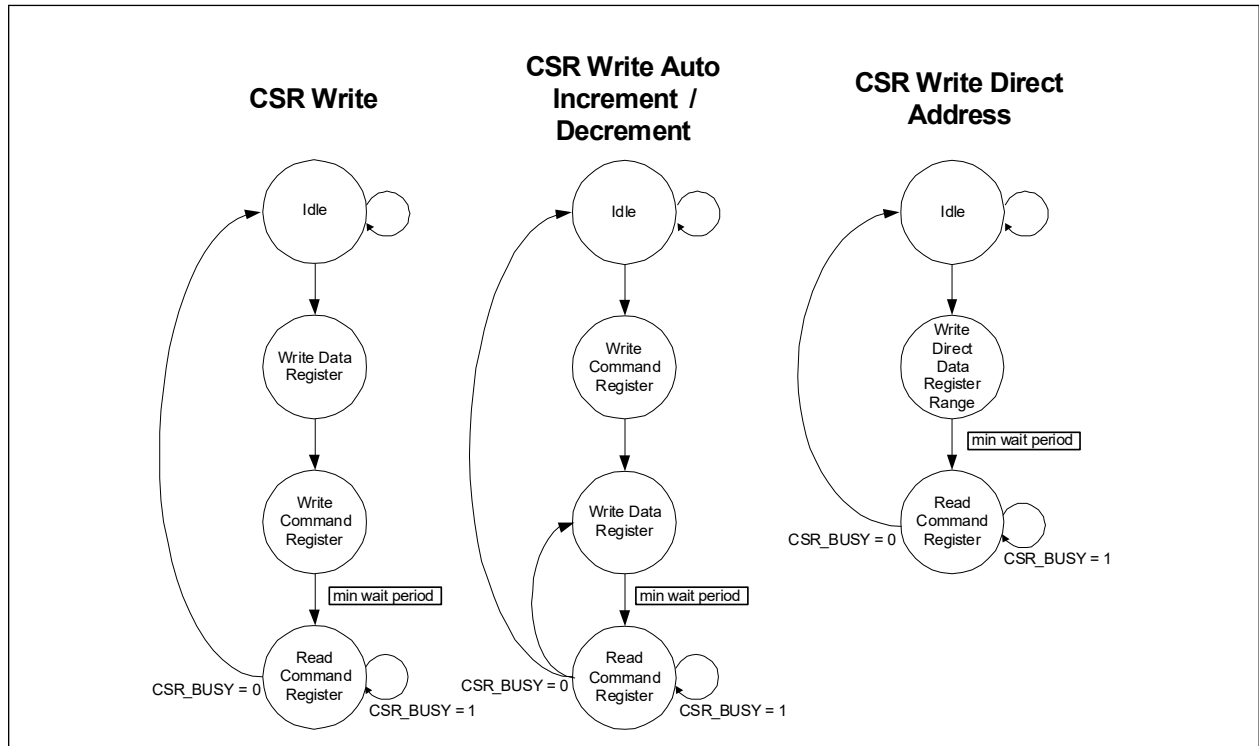 CSR Write
Idle
Write Data
Register
Write
Command
Register
min wait period
Read
Command
Register
CSR_BUSY = 0
CSR_BUSY = 1
CSR Write Auto
Increment /
Decrement
Idle
Write
Command
Register
Write Data
Register
min wait period
Read
Command
Register
CSR_BUSY = 0
CSR_BUSY = 1
CSR Write Direct
Address
Idle
Write
Direct
Data
Register
Range
min wait period
Read
Command
Register
CSR_BUSY = 0
CSR_BUSY = 1